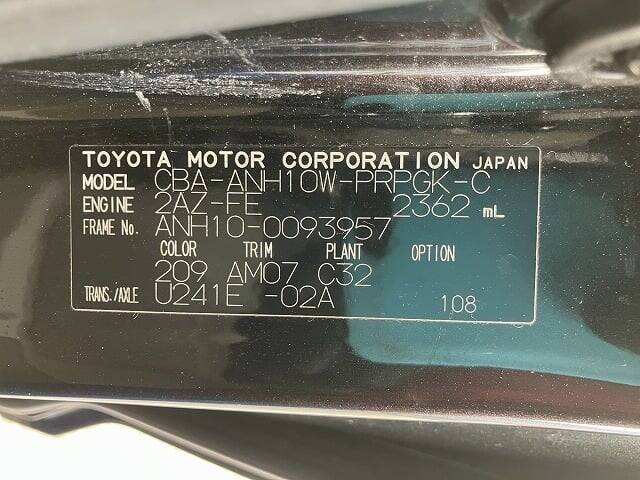 TOYOTA MOTOR CORPORATION JAPAN
MODEL CBA-ANH10W-PRPGK-C
ENGINE 2AZ-FE 2362 mL
FRAME No. ANH10-0093957
COLOR TRIM PLANT OPTION
209 AM07 C32
TRANS./AXLE U241E -02A 108